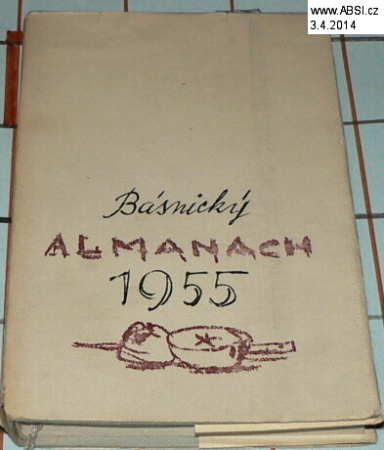 www.ABSI.cz
3.4.2014
Básnický
ALMANACH
1955